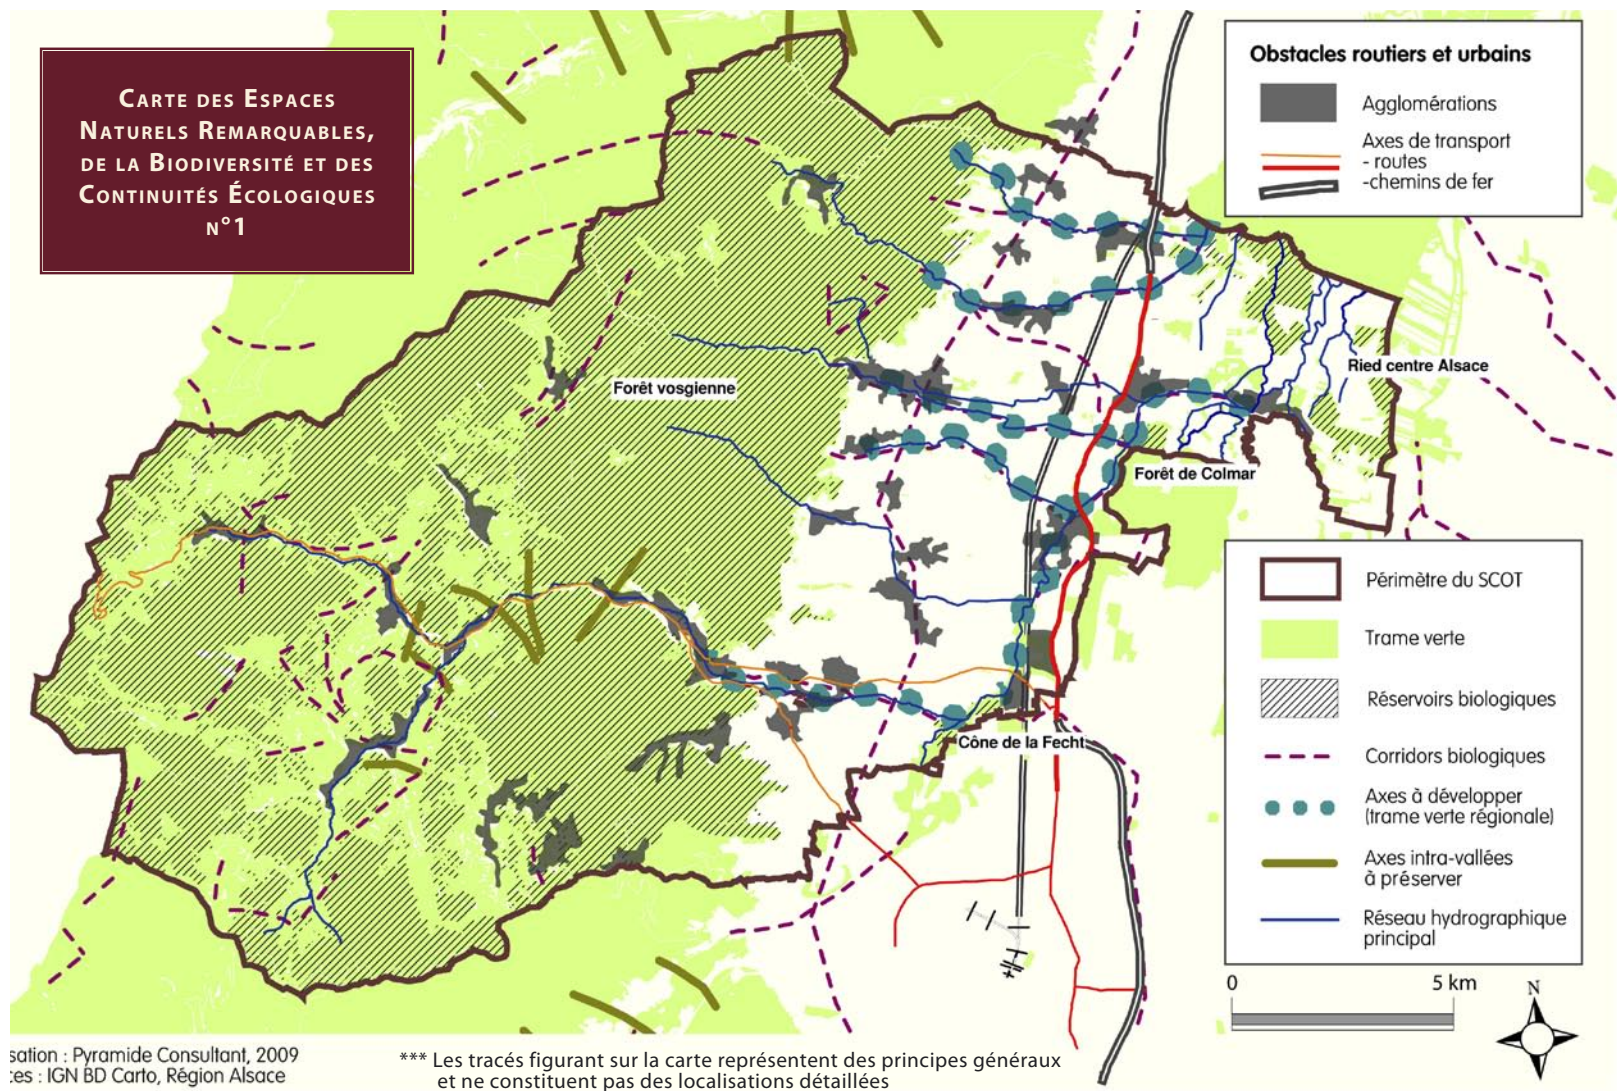 CARTE DES ESPACES
NATURELS REMARQUABLES,
DE LA BIODIVERSITÉ ET DES
CONTINUITÉS ÉCOLOGIQUES
N°1
Obstacles routiers et urbains
Agglomérations
Axes de transport
- routes
-chemins de fer
Forêt vosgienne
Ried centre Alsace
Forêt de Colmar
Cône de la Fecht
Périmètre du SCOT
Trame verte
Réservoirs biologiques
Corridors biologiques
Axes à développer
(trame verte régionale)
Axes intra-vallées
à préserver
Réseau hydrographique
principal
0 5 km
N
sation : Pyramide Consultant, 2009
ces : IGN BD Carto, Région Alsace
*** Les tracés figurant sur la carte représentent des principes généraux
et ne constituent pas des localisations détaillées